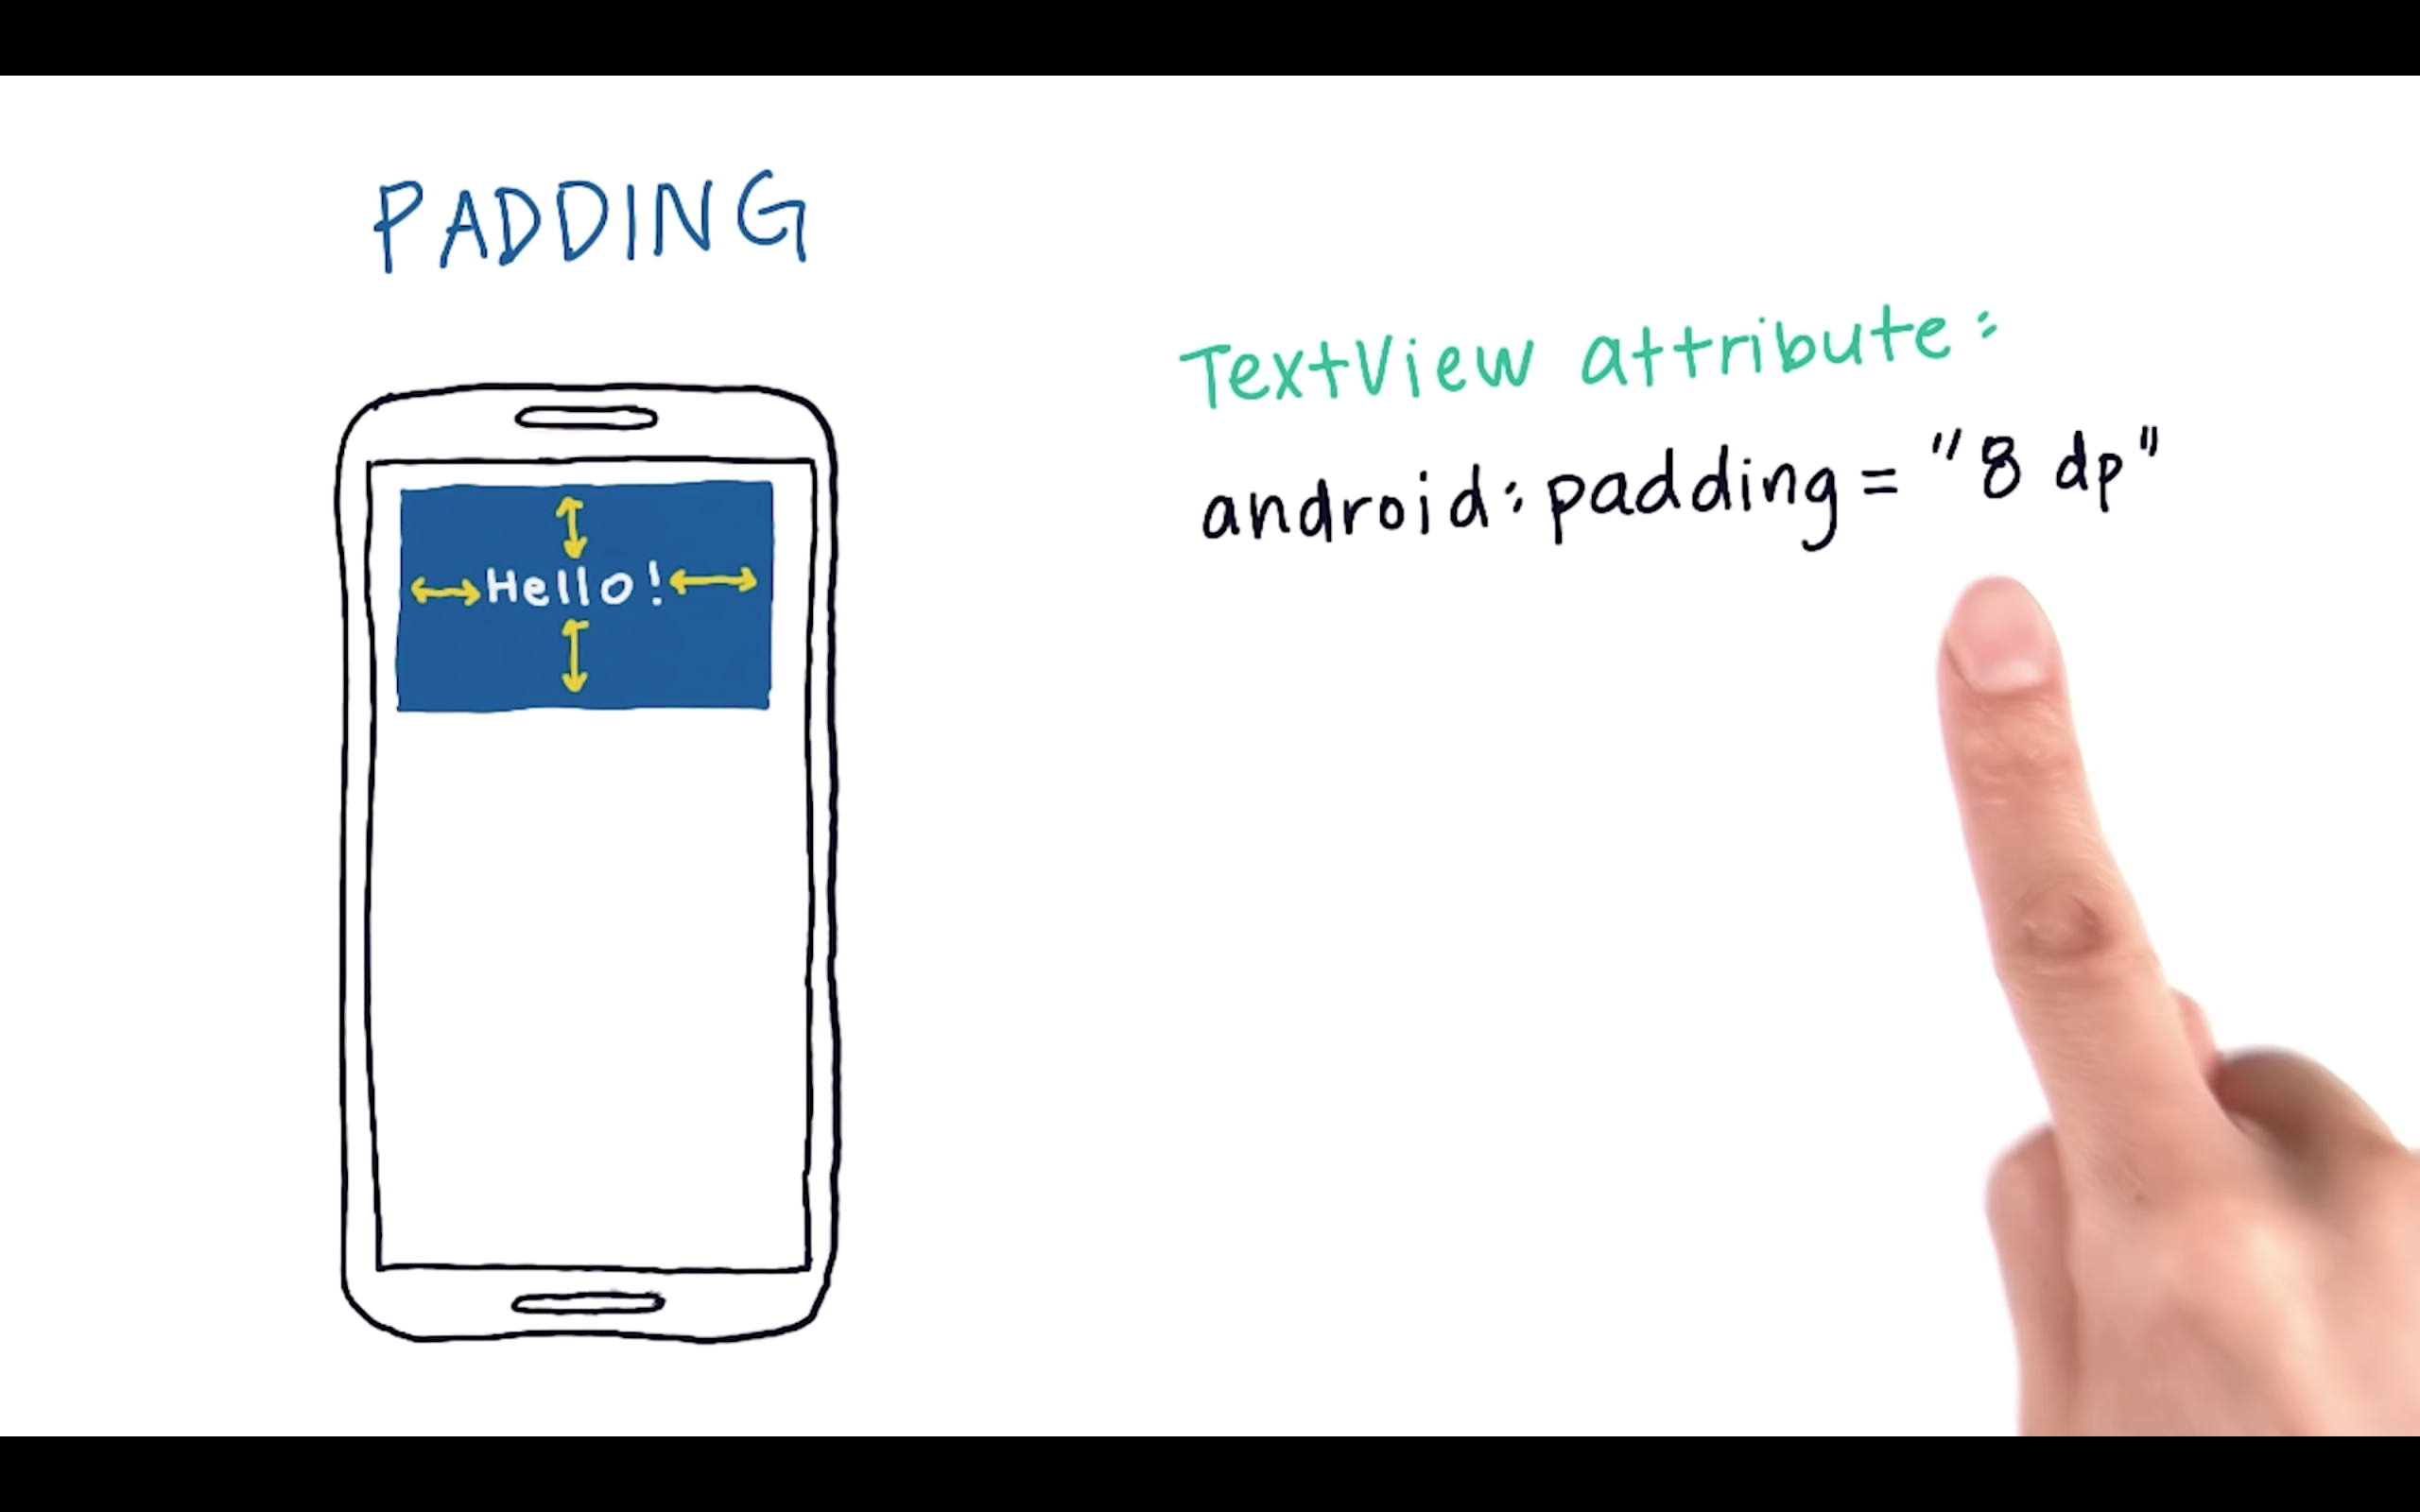 PADDING
TextView attribute:
android:padding = "8 dp"
Hello!